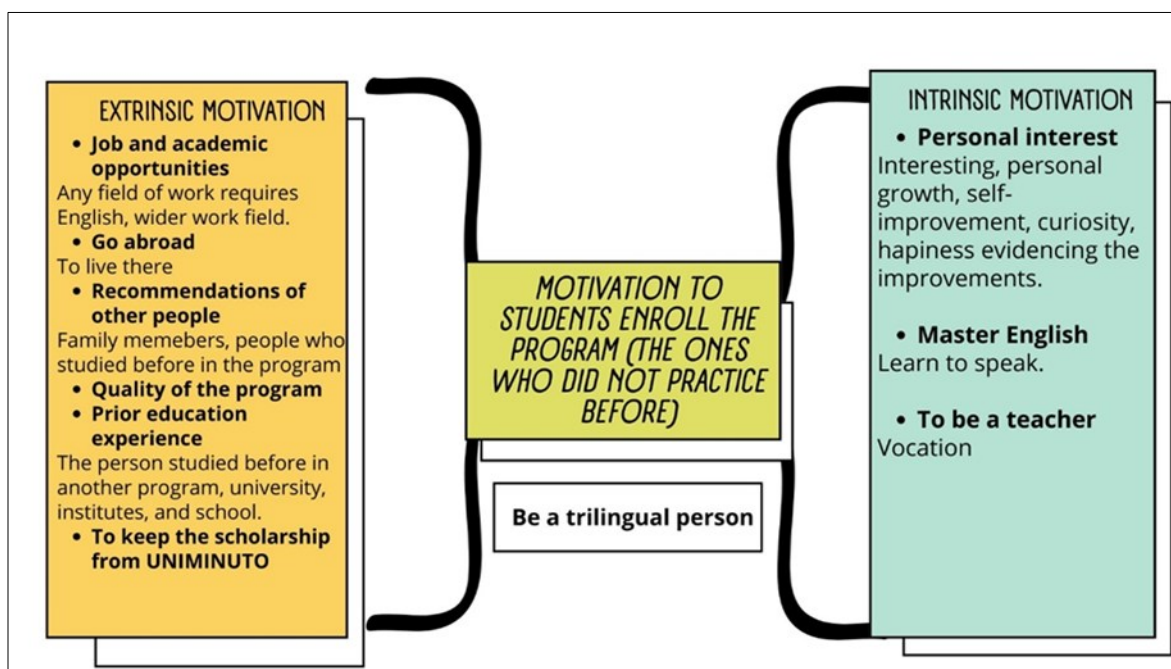 EXTRINSIC MOTIVATION
• Job and academic
opportunities
Any field of work requires
English, wider work field.
• Go abroad
To live there
• Recommendations of
other people
Family memebers, people who
studied before in the program
• Quality of the program
• Prior education
experience
The person studied before in
another program, university,
institutes, and school.
• To keep the scholarship
from UNIMINUTO
MOTIVATION TO
STUDENTS ENROLL THE
PROGRAM (THE ONES
WHO DID NOT PRACTICE
BEFORE)
Be a trilingual person
INTRINSIC MOTIVATION
• Personal interest
Interesting, personal
growth, self-
improvement, curiosity,
hapiness evidencing the
improvements.
• Master English
Learn to speak.
• To be a teacher
Vocation